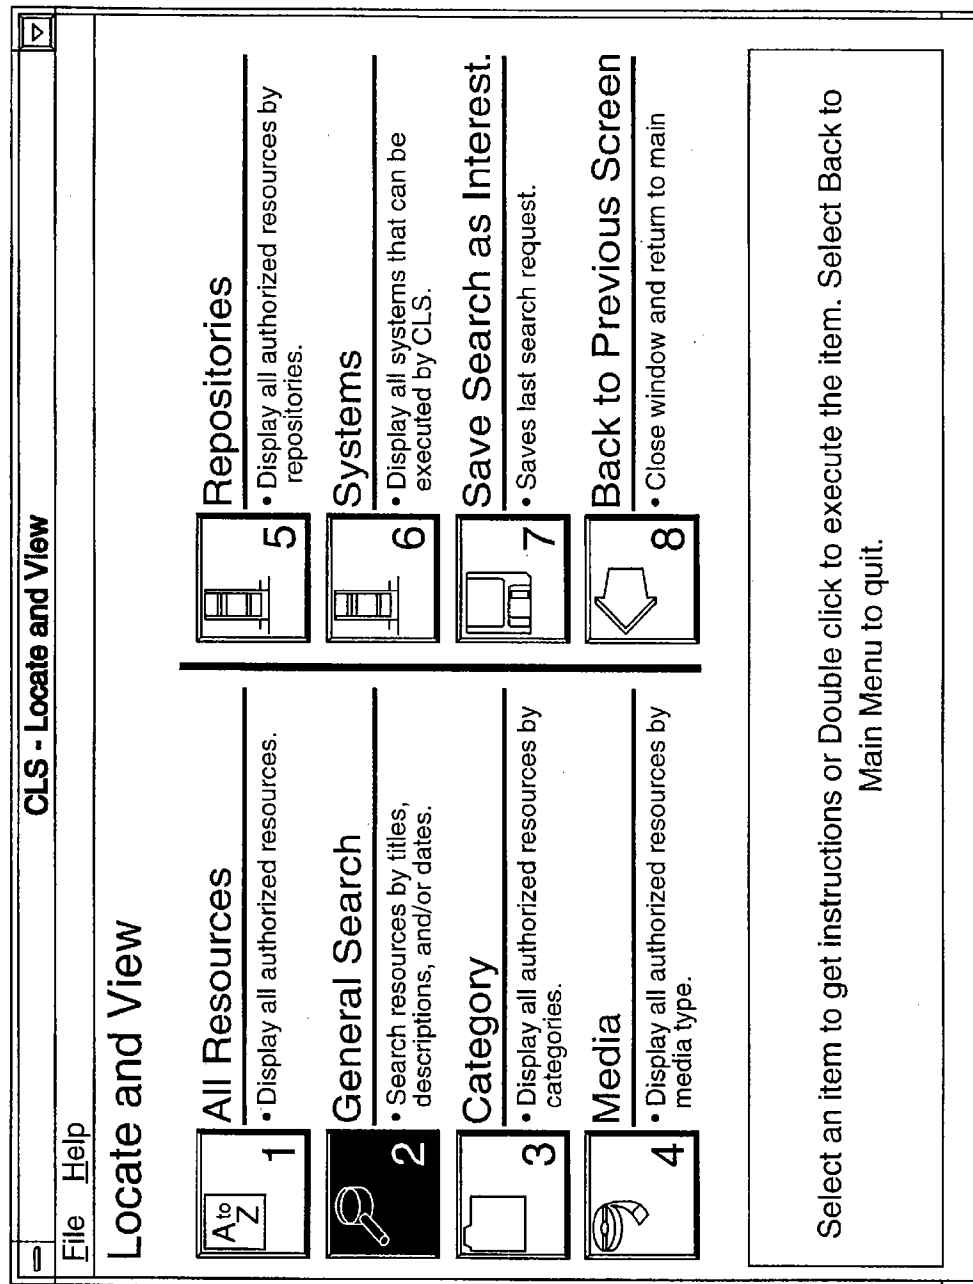 CLS - Locate and View
File Help
Locate and View
A to
Z
1
All Resources
• Display all authorized resources.
2
General Search
• Search resources by titles,
descriptions, and/or dates.
3
Category
• Display all authorized resources by
categories.
4
Media
• Display all authorized resources by
media type.
5
Repositories
• Display all authorized resources by
repositories.
6
Systems
• Display all systems that can be
executed by CLS.
7
Save Search as Interest.
• Saves last search request.
8
Back to Previous Screen
• Close window and return to main
Select an item to get instructions or Double click to execute the item. Select Back to
Main Menu to quit.